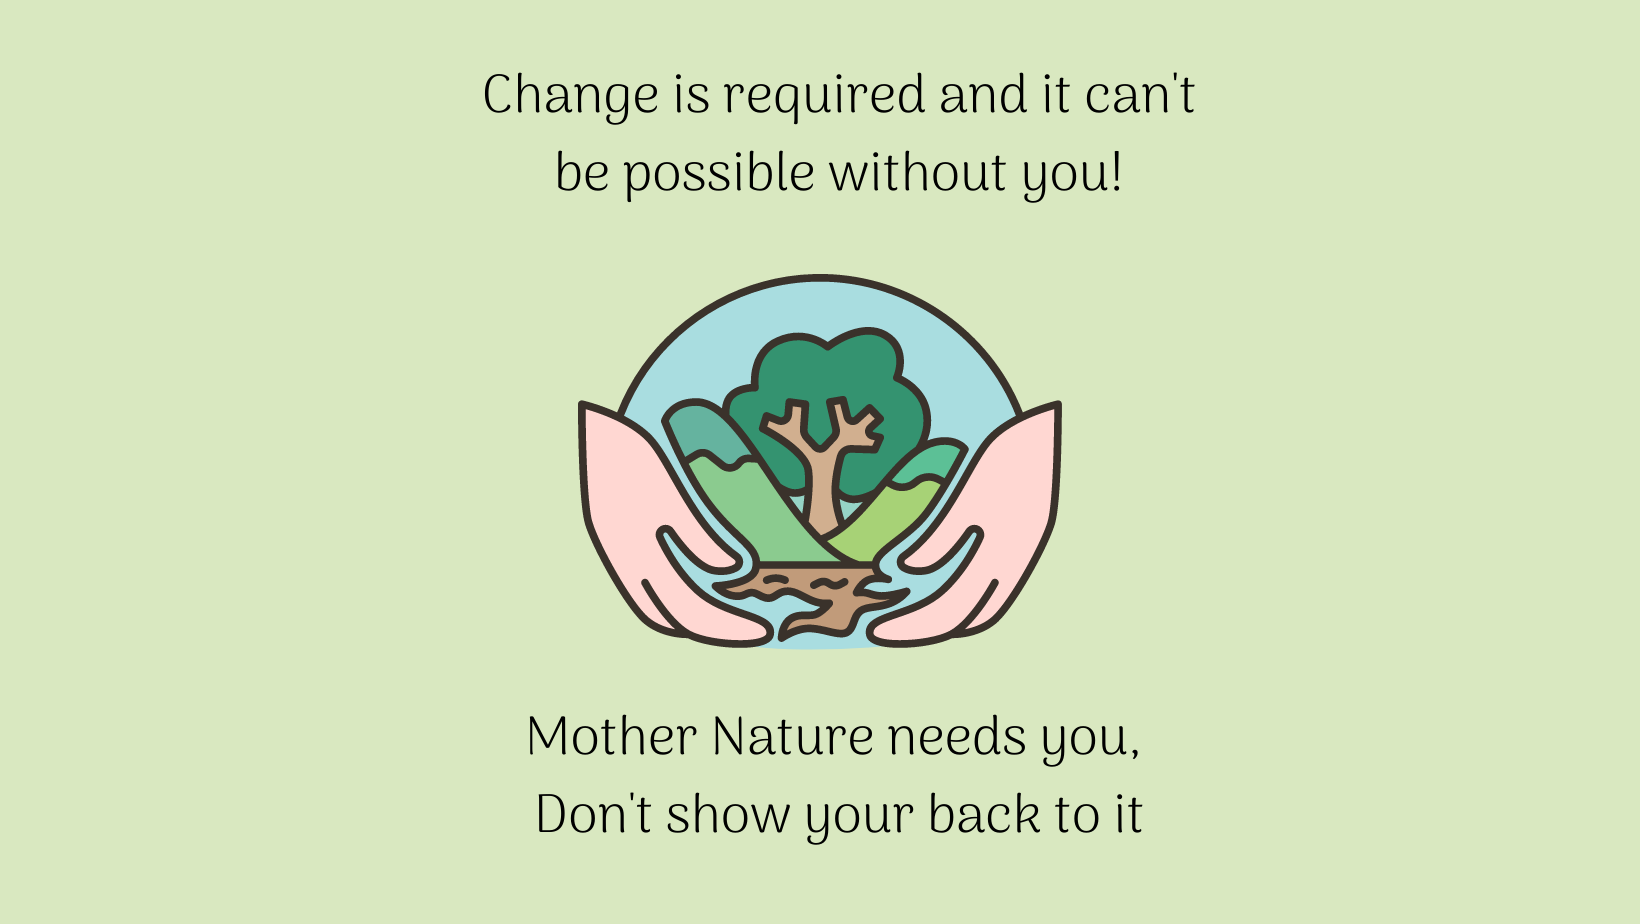 Change is required and it can't
be possible without you!
Mother Nature needs you,
Don't show your back to it